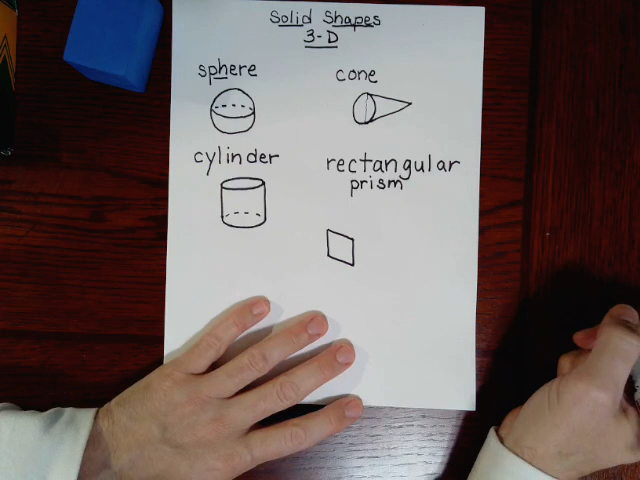 Solid Shapes
3-D
sphere
cone
cylinder
rectangular
prism